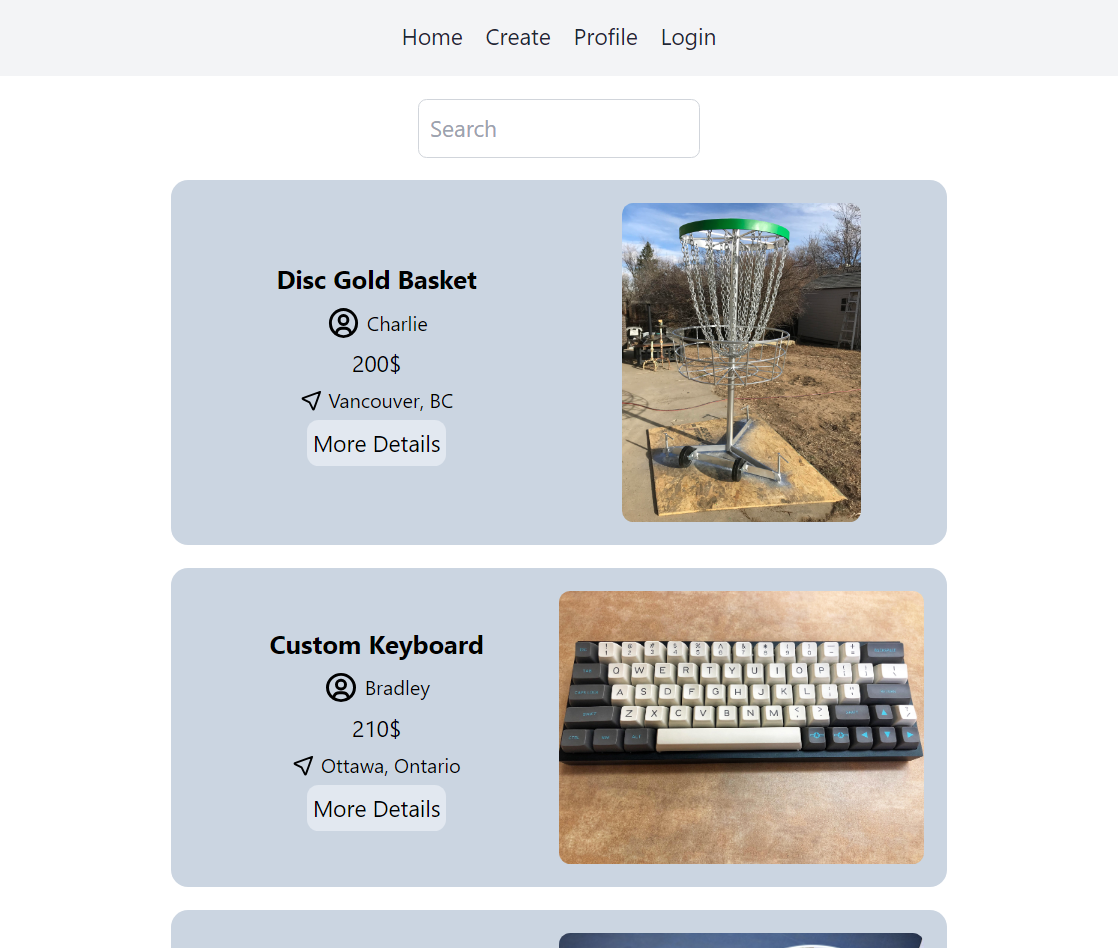 Home Create Profile Login
Search
Disc Gold Basket
Charlie
200$
Vancouver, BC
More Details
Custom Keyboard
Bradley
210$
Ottawa, Ontario
More Details
Q W E R T Y U I O P
A S D F G H J K L
Z X C V B N M